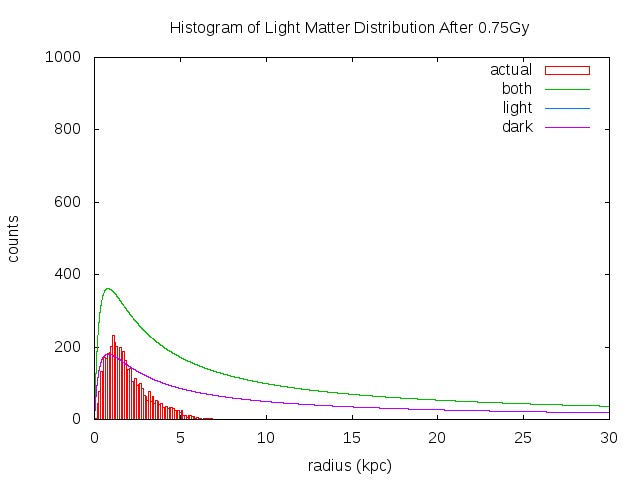 Histogram of Light Matter Distribution After 0.75Gy
1000
800
600
400
200
0
counts
actual
both
light
dark
0 5 10 15 20 25 30
radius (kpc)